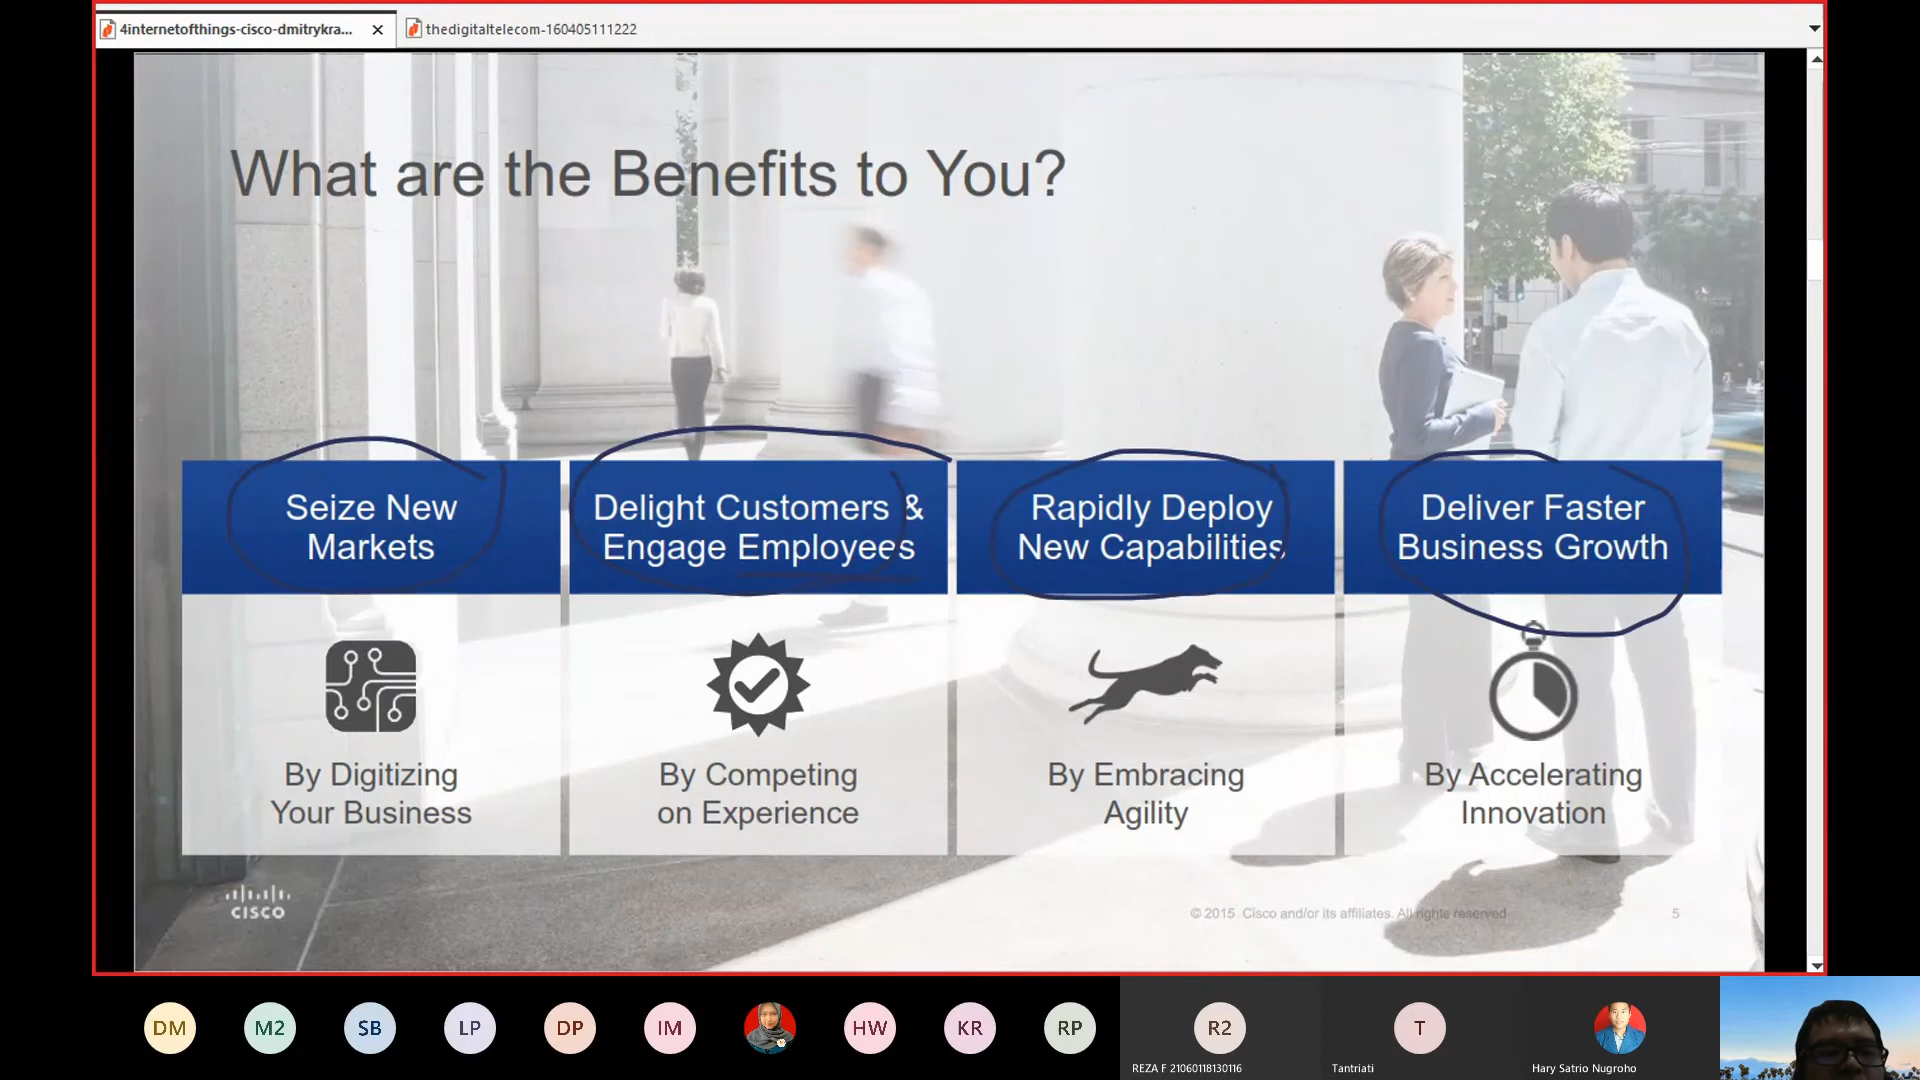 4internetofthings-cisco-dmitrykra...
thedigitaltelecom-160405111222
What are the Benefits to You?
Seize New
Markets
Delight Customers &
Engage Employees
Rapidly Deploy
New Capabilities
Deliver Faster
Business Growth
By Digitizing
Your Business
By Competing
on Experience
By Embracing
Agility
By Accelerating
Innovation
CISCO
© 2015 Cisco and/or its affiliates. All rights reserved
5
DM
M2
SB
LP
DP
IM
HW
KR
RP
R2
T
REZA F 21060118130116
Tantriati
Hary Satrio Nugroho